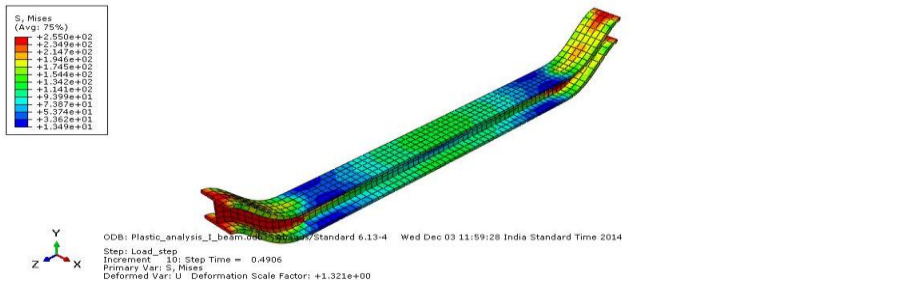 S, Mises
(Avg: 75%)
+2.550e+02
+2.349e+02
+2.147e+02
+1.946e+02
+1.745e+02
+1.544e+02
+1.342e+02
+1.141e+02
+9.399e+01
+7.387e+01
+5.374e+01
+3.362e+01
+1.349e+01
Y
Z X
ODB: Plastic_analysis_I_beam.odb Abaqus/Standard 6.13-4 Wed Dec 03 11:59:28 India Standard Time 2014
Step: Load_step
Increment 10: Step Time = 0.4906
Primary Var: S, Mises
Deformed Var: U Deformation Scale Factor: +1.321e+00